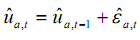 û_{a,t} = û_{a,t-1} + ε̂_{a,t}